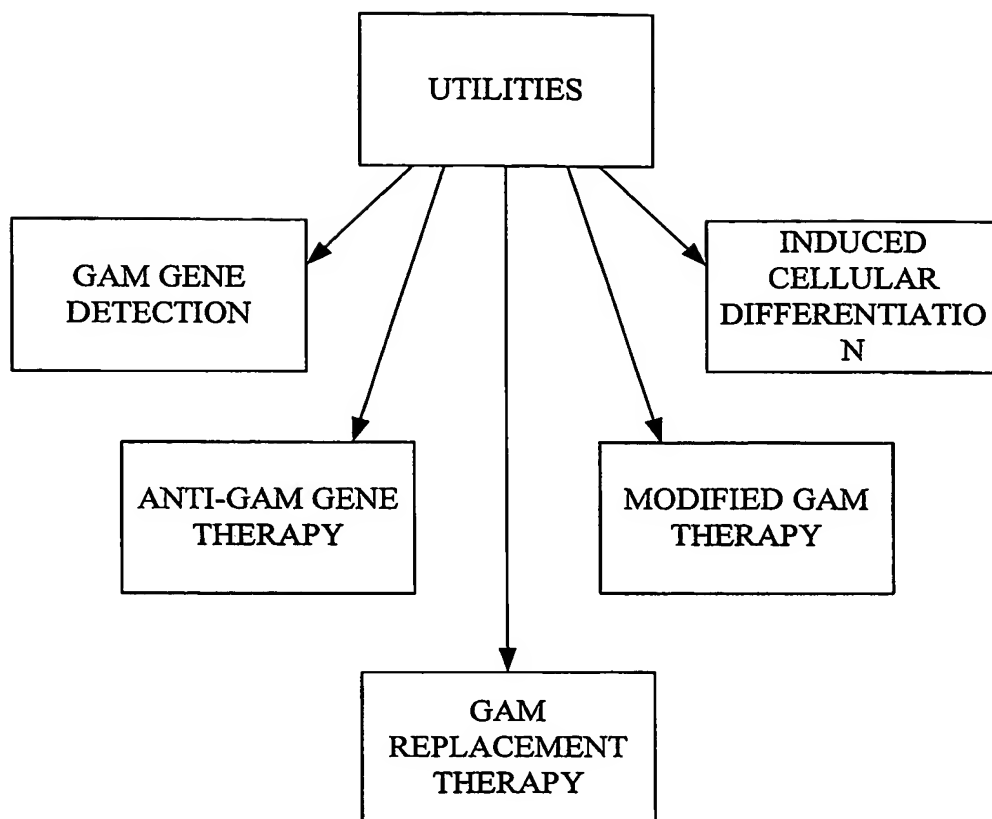 UTILITIES
GAM GENE
DETECTION
INDUCED
CELLULAR
DIFFERENTIATIO
N
ANTI-GAM GENE
THERAPY
MODIFIED GAM
THERAPY
GAM
REPLACEMENT
THERAPY